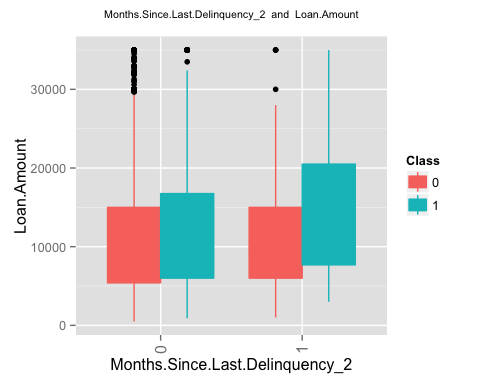 Months.Since.Last.Delinquency_2 and Loan.Amount
30000
20000
10000
0
Loan.Amount
0
1
Months.Since.Last.Delinquency_2
Class
0
1